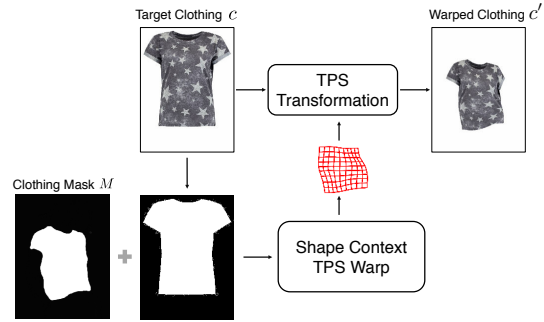 Target Clothing c
Warped Clothing c′
TPS
Transformation
Clothing Mask M
Shape Context
TPS Warp